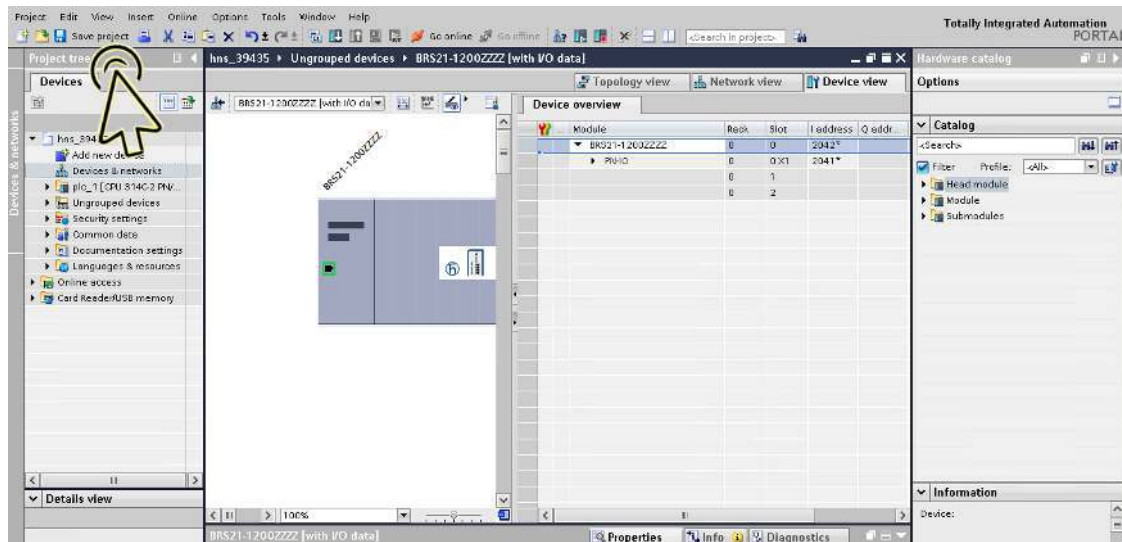 Project Edit View Insert Online Options Tools Window Help
Totally Integrated Automation
PORTAL
Save project
Go online
Go offline
<Search in project>
Project tree
hns_39435 Ungrouped devices BRS21-1200ZZZZ [with I/O data]
Hardware catalog
Devices
Topology view
Network view
Device view
Options
BRS21-1200ZZZZ [with I/O da
Device overview
Devices & networks
Catalog
... Module Rack Slot I address Q addr...
<Search>
BRS21-1200ZZZZ 0 0 2042*
PN-IO 0 0 X1 2041*
0 1
0 2
Filter Profile: <All>
Head module
Module
Submodules
Add new de
Devices & networks
plc_1 [CPU 314C-2 PN/...
Ungrouped devices
Security settings
Common data
Documentation settings
Languages & resources
Online access
Card Reader/USB memory
BRS21-1200ZZZZ
Details view
100%
Information
Device:
BRS21-1200ZZZZ [with I/O data]
Properties
Info
Diagnostics